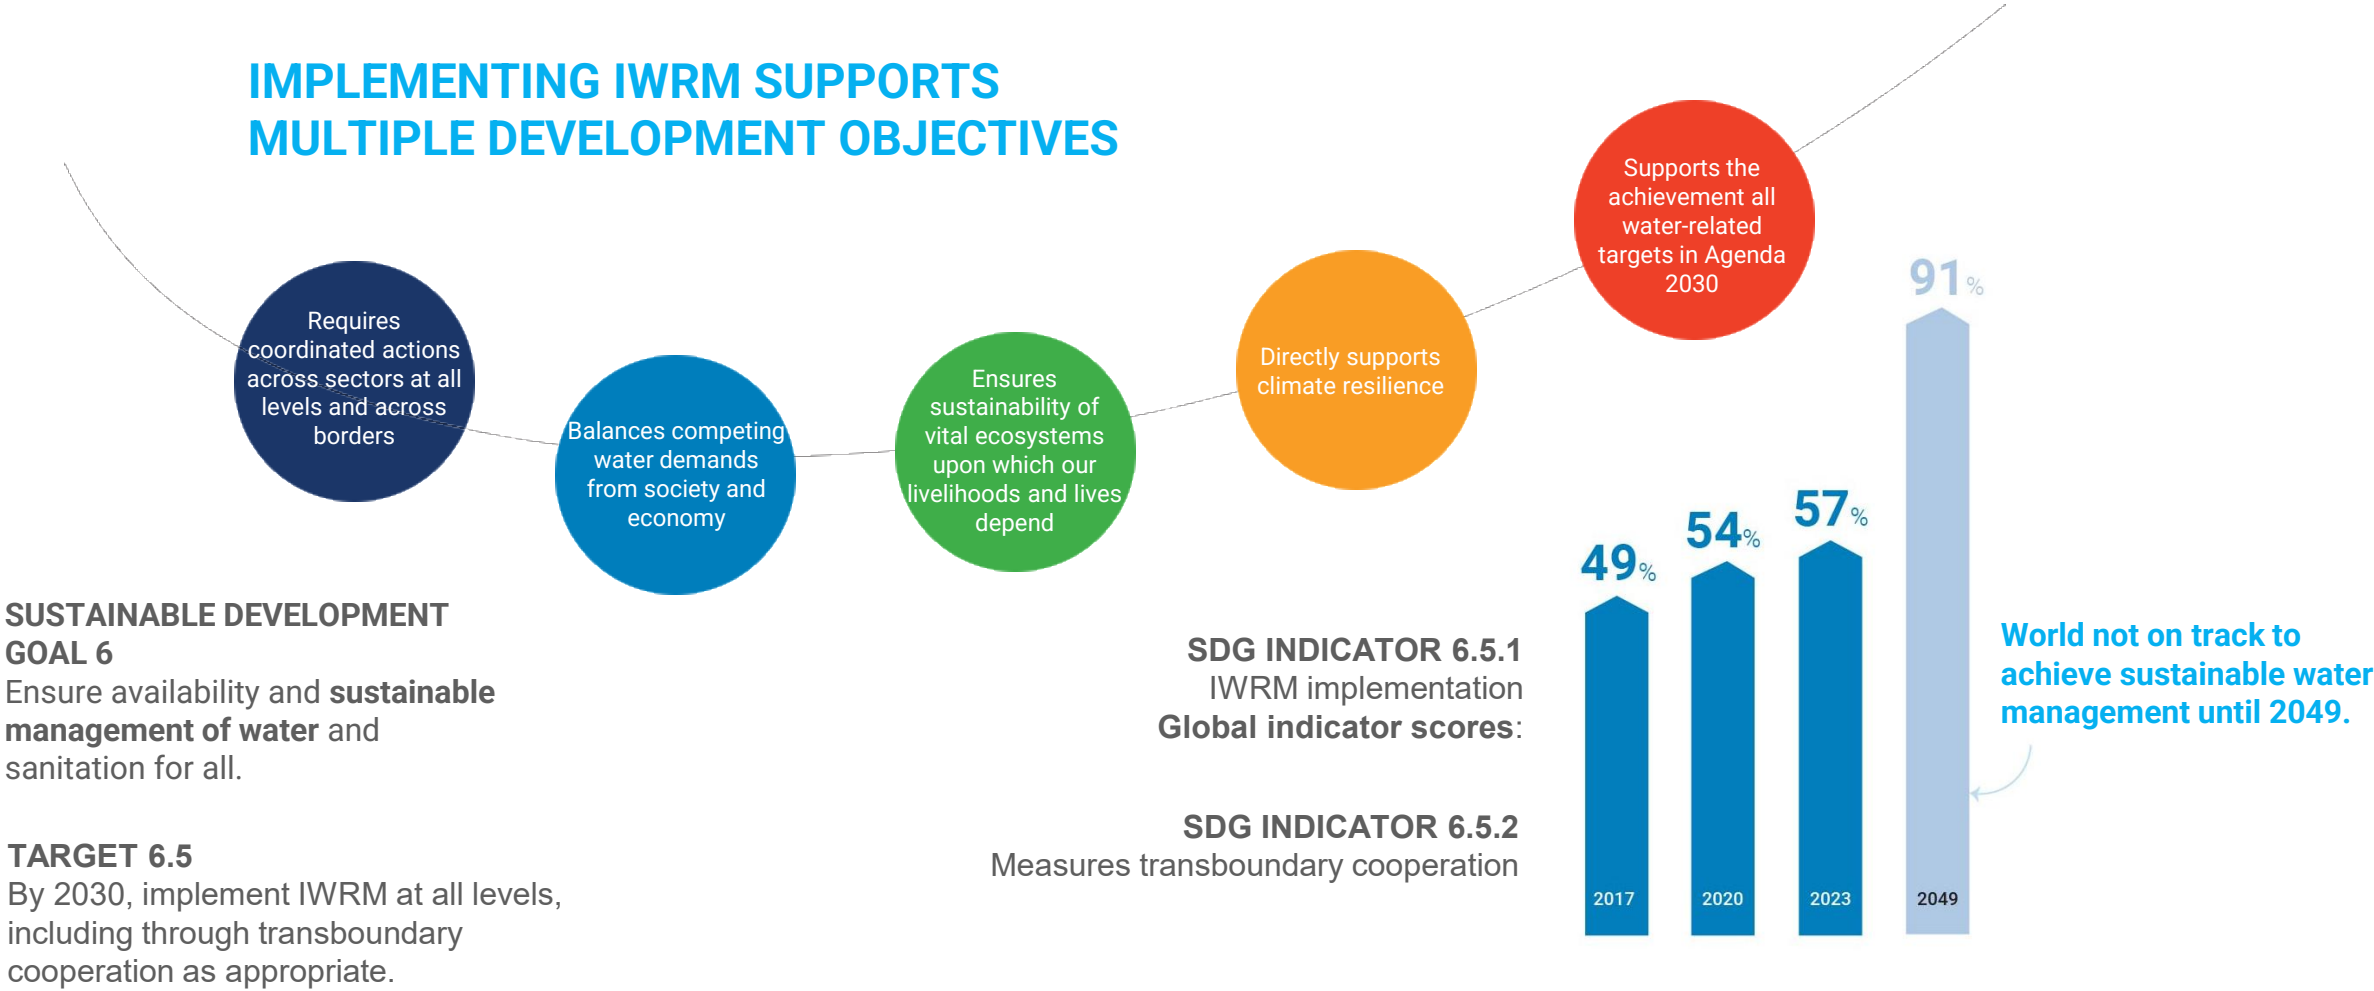 IMPLEMENTING IWRM SUPPORTS
MULTIPLE DEVELOPMENT OBJECTIVES
Requires
coordinated actions
across sectors at all
levels and across
borders
Balances competing
water demands
from society and
economy
Ensures
sustainability of
vital ecosystems
upon which our
livelihoods and lives
depend
Directly supports
climate resilience
Supports the
achievement all
water-related
targets in Agenda
2030
SUSTAINABLE DEVELOPMENT
GOAL 6
Ensure availability and sustainable
management of water and
sanitation for all.
TARGET 6.5
By 2030, implement IWRM at all levels,
including through transboundary
cooperation as appropriate.
SDG INDICATOR 6.5.1
IWRM implementation
Global indicator scores:
SDG INDICATOR 6.5.2
Measures transboundary cooperation
49%
54%
57%
91%
2017
2020
2023
2049
World not on track to
achieve sustainable water
management until 2049.